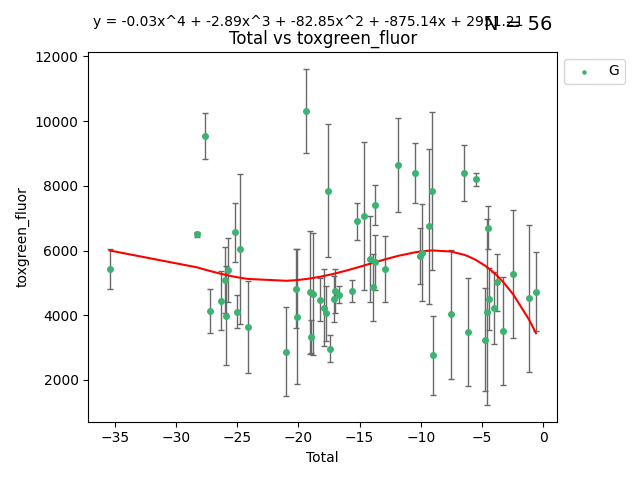 y = -0.03x^4 + -2.89x^3 + -82.85x^2 + -875.14x + 2951.21
N = 56
Total vs toxgreen_fluor
G
toxgreen_fluor
12000
10000
8000
6000
4000
2000
-35 -30 -25 -20 -15 -10 -5 0
Total